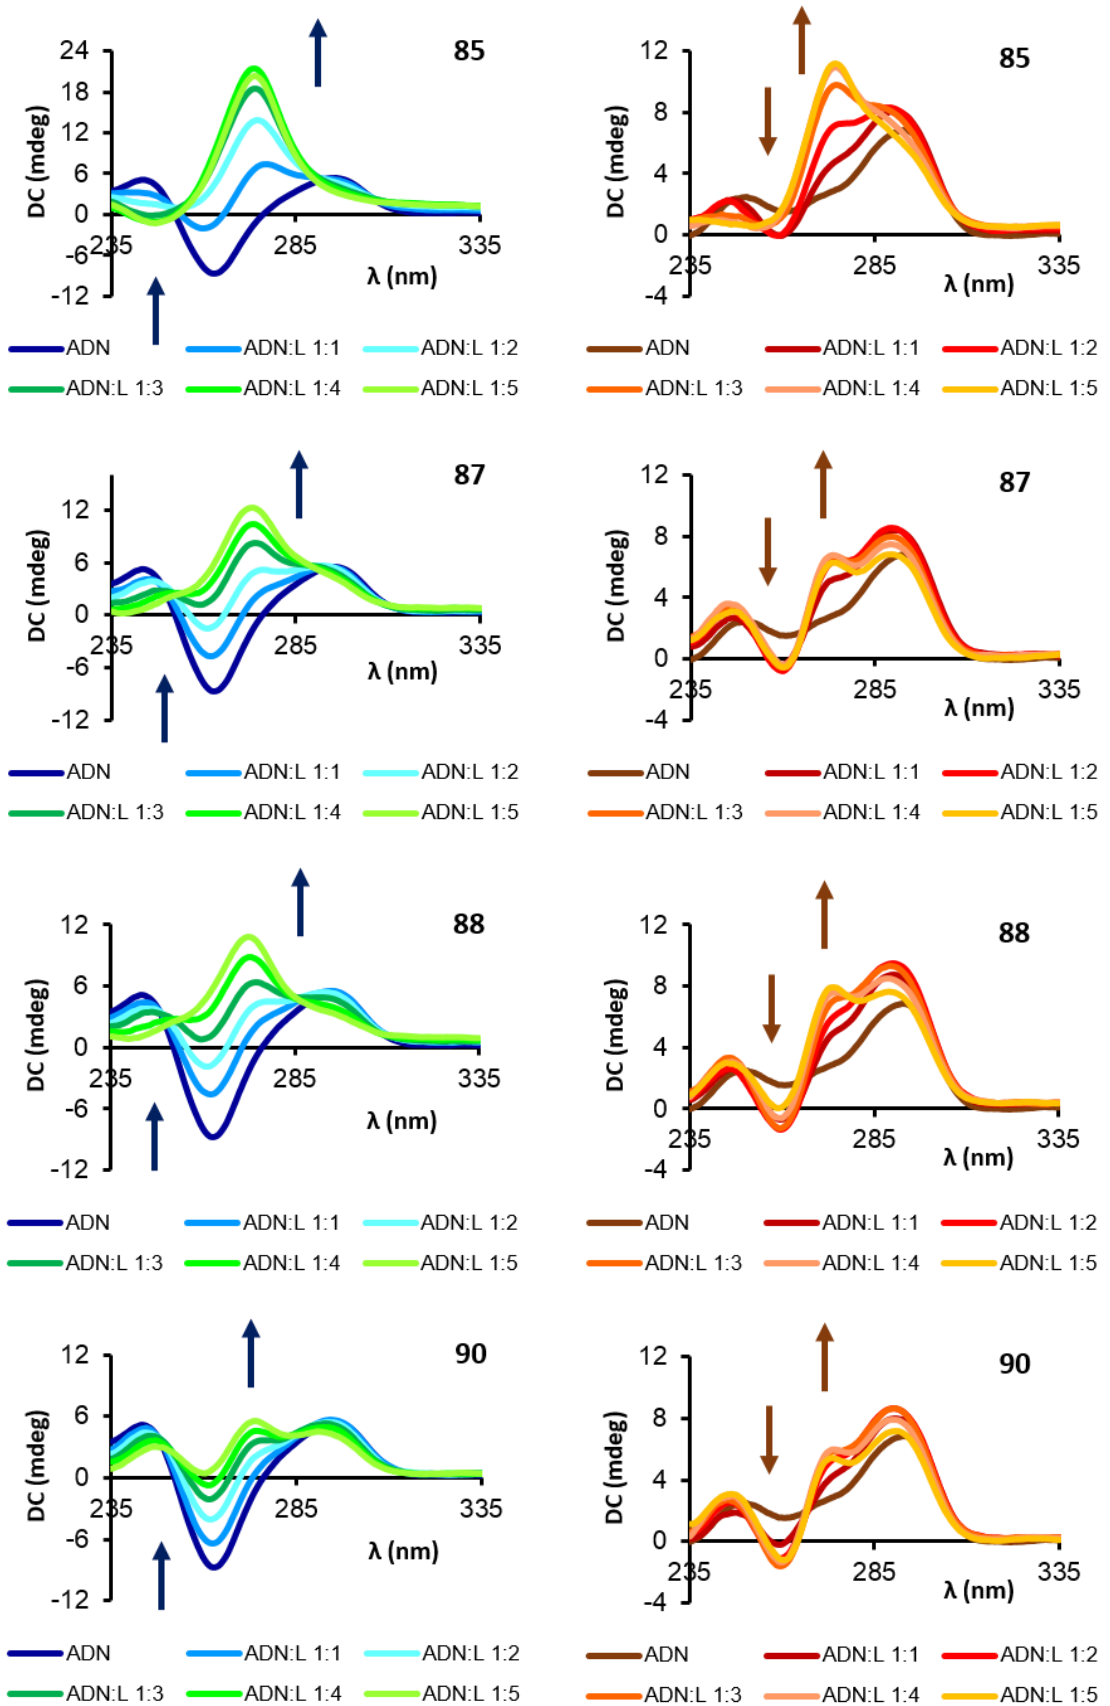 85
24
18
12
6
0
-6
-12
DC (mdeg)
235
285
335
λ (nm)
ADN
ADN:L 1:1
ADN:L 1:2
ADN:L 1:3
ADN:L 1:4
ADN:L 1:5
85
12
8
4
0
-4
DC (mdeg)
235
285
335
λ (nm)
ADN
ADN:L 1:1
ADN:L 1:2
ADN:L 1:3
ADN:L 1:4
ADN:L 1:5
87
12
6
0
-6
-12
DC (mdeg)
235
285
335
λ (nm)
ADN
ADN:L 1:1
ADN:L 1:2
ADN:L 1:3
ADN:L 1:4
ADN:L 1:5
87
12
8
4
0
-4
DC (mdeg)
235
285
335
λ (nm)
ADN
ADN:L 1:1
ADN:L 1:2
ADN:L 1:3
ADN:L 1:4
ADN:L 1:5
88
12
6
0
-6
-12
DC (mdeg)
235
285
335
λ (nm)
ADN
ADN:L 1:1
ADN:L 1:2
ADN:L 1:3
ADN:L 1:4
ADN:L 1:5
88
12
8
4
0
-4
DC (mdeg)
235
285
335
λ (nm)
ADN
ADN:L 1:1
ADN:L 1:2
ADN:L 1:3
ADN:L 1:4
ADN:L 1:5
90
12
6
0
-6
-12
DC (mdeg)
235
285
335
λ (nm)
ADN
ADN:L 1:1
ADN:L 1:2
ADN:L 1:3
ADN:L 1:4
ADN:L 1:5
90
12
8
4
0
-4
DC (mdeg)
235
285
335
λ (nm)
ADN
ADN:L 1:1
ADN:L 1:2
ADN:L 1:3
ADN:L 1:4
ADN:L 1:5